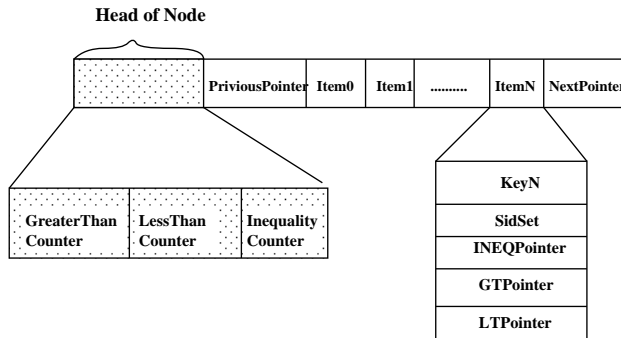 Head of Node
PriviousPointer Item0 Item1 .......... ItemN NextPointer
GreaterThan Counter
LessThan Counter
Inequality Counter
KeyN
SidSet
INEQPointer
GTPointer
LTPointer